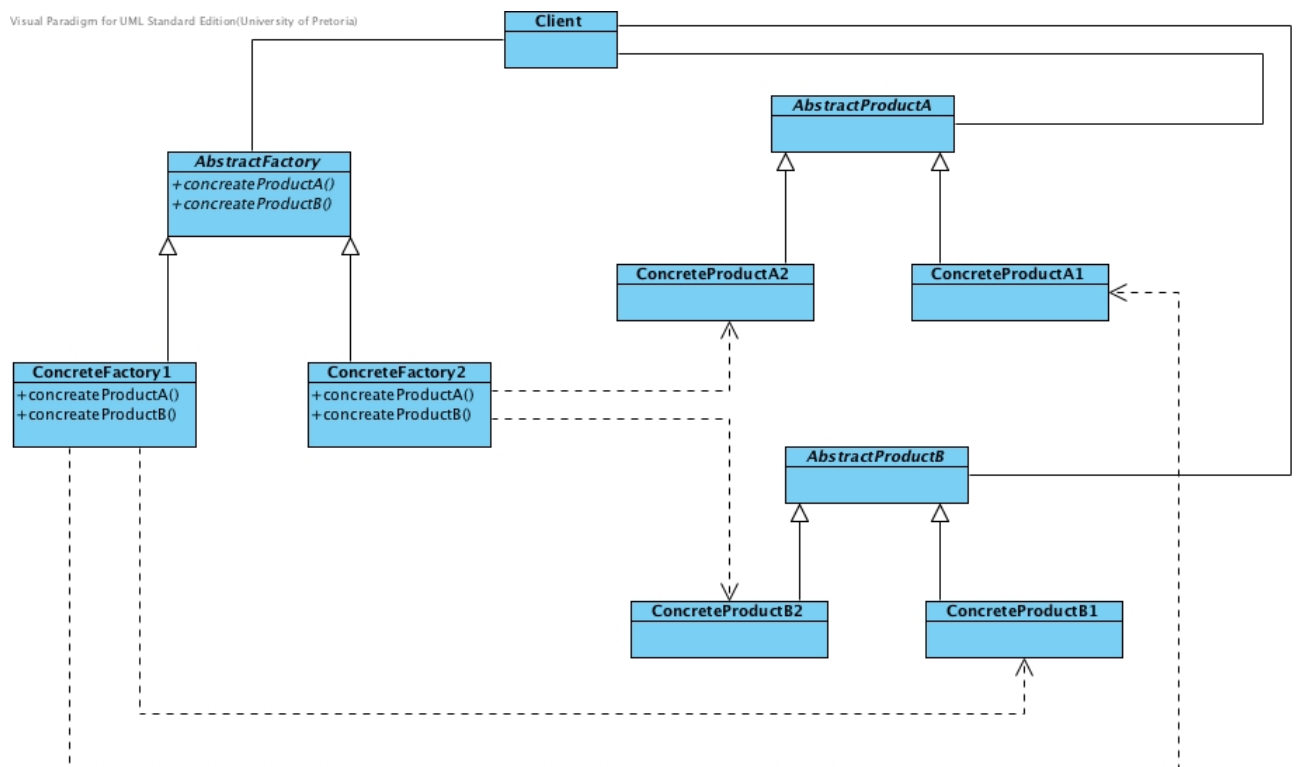 Visual Paradigm for UML Standard Edition(University of Pretoria)
Client
AbstractProductA
AbstractFactory
+concreateProductA()
+concreateProductB()
ConcreteProductA2
ConcreteProductA1
ConcreteFactory1
+concreateProductA()
+concreateProductB()
ConcreteFactory2
+concreateProductA()
+concreateProductB()
AbstractProductB
ConcreteProductB2
ConcreteProductB1